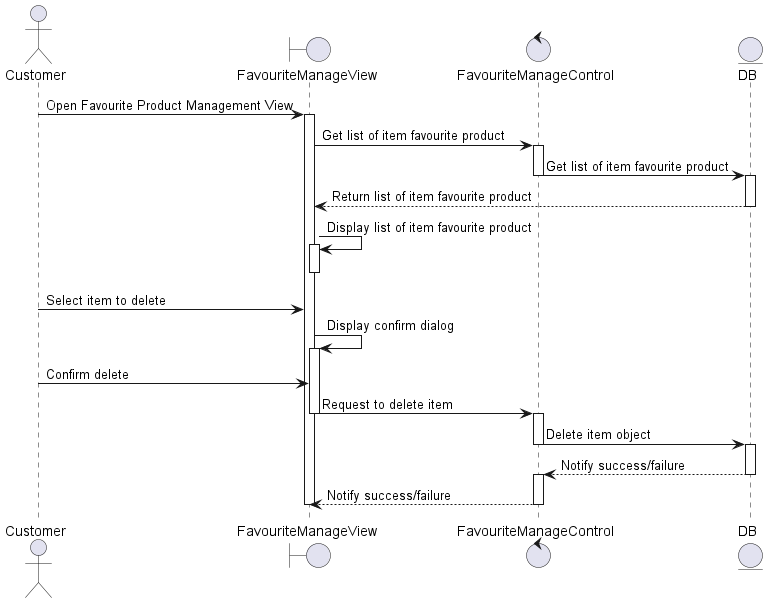 Customer
FavouriteManageView
FavouriteManageControl
DB
Open Favourite Product Management View
Get list of item favourite product
Get list of item favourite product
Return list of item favourite product
Display list of item favourite product
Select item to delete
Display confirm dialog
Confirm delete
Request to delete item
Delete item object
Notify success/failure
Notify success/failure
Customer
FavouriteManageView
FavouriteManageControl
DB